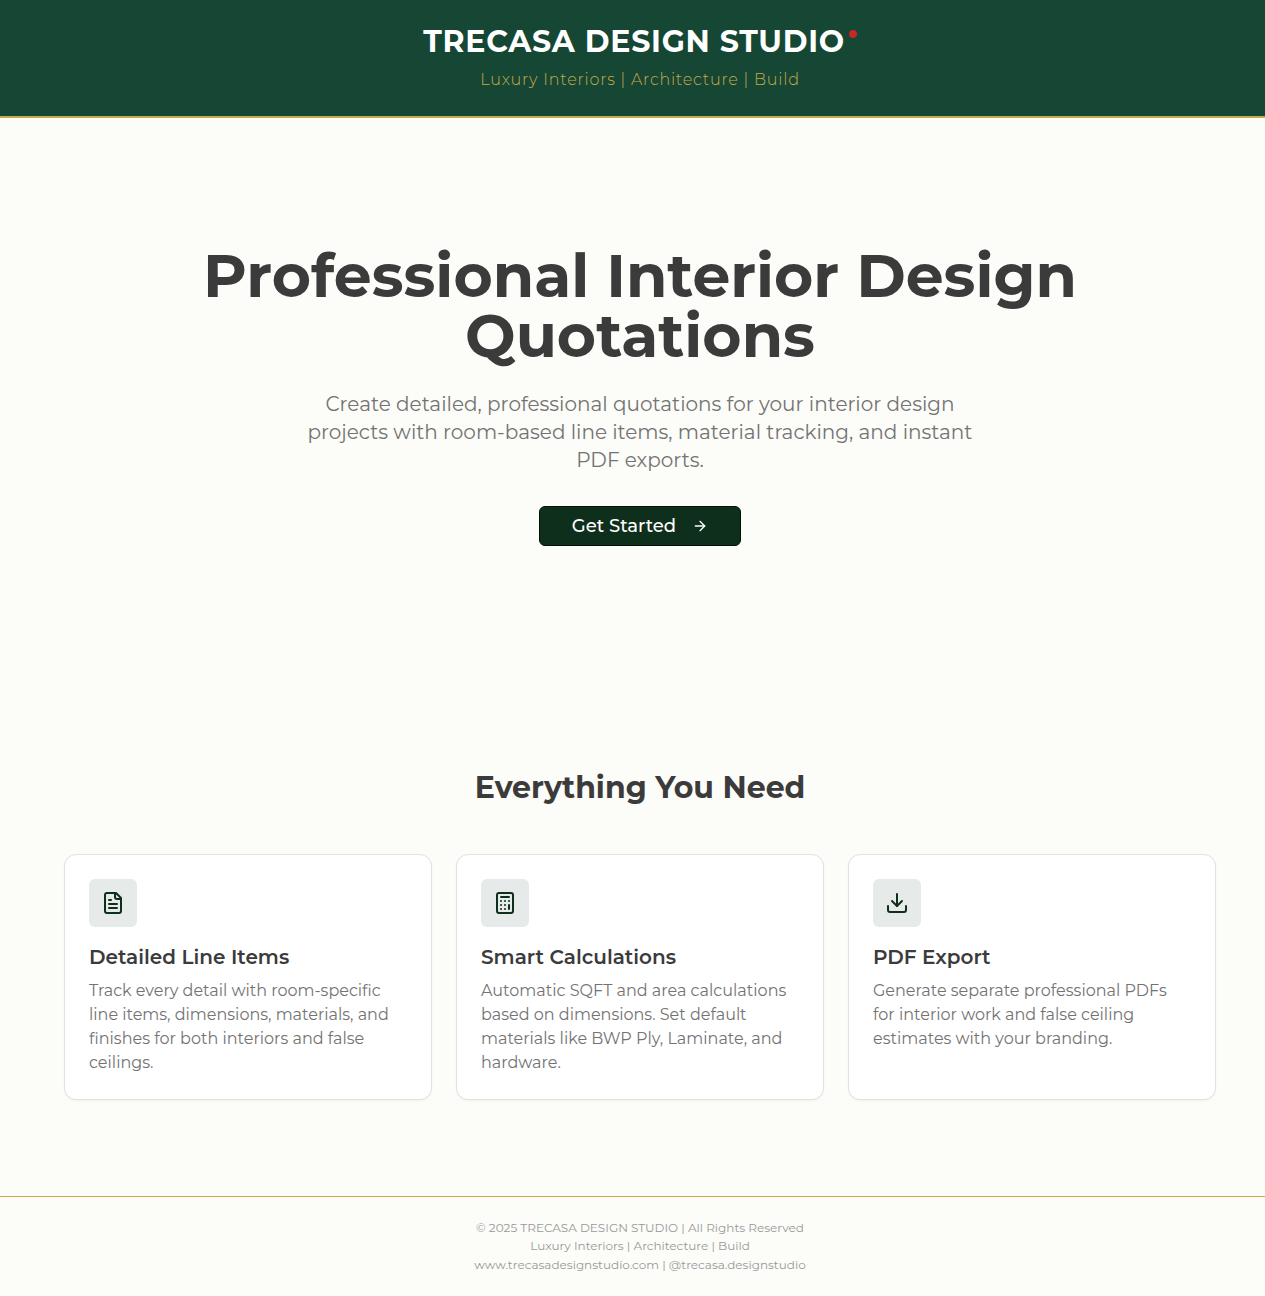 TRECASA DESIGN STUDIO
Luxury Interiors | Architecture | Build
Professional Interior Design
Quotations
Create detailed, professional quotations for your interior design
projects with room-based line items, material tracking, and instant
PDF exports.
Get Started
Everything You Need
Detailed Line Items
Track every detail with room-specific
line items, dimensions, materials, and
finishes for both interiors and false
ceilings.
Smart Calculations
Automatic SQFT and area calculations
based on dimensions. Set default
materials like BWP Ply, Laminate, and
hardware.
PDF Export
Generate separate professional PDFs
for interior work and false ceiling
estimates with your branding.
© 2025 TRECASA DESIGN STUDIO | All Rights Reserved
Luxury Interiors | Architecture | Build
www.trecasadesignstudio.com | @trecasa.designstudio